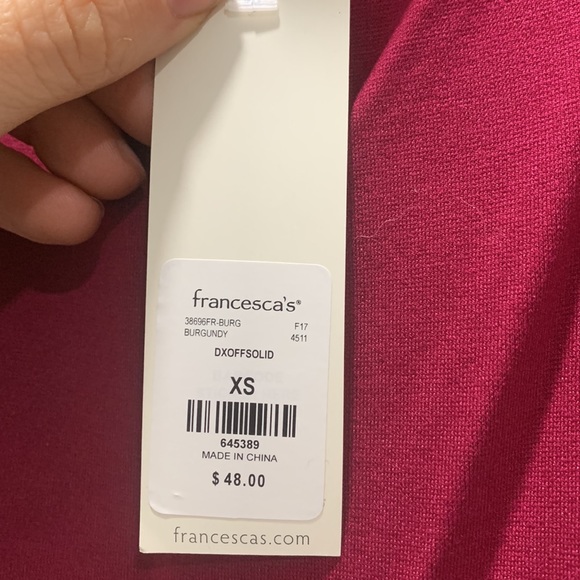 francesca's®
38696FR-BURG F17
BURGUNDY 4511
DXOFFSOLID
XS
645389
MADE IN CHINA
$ 48.00
francescas.com